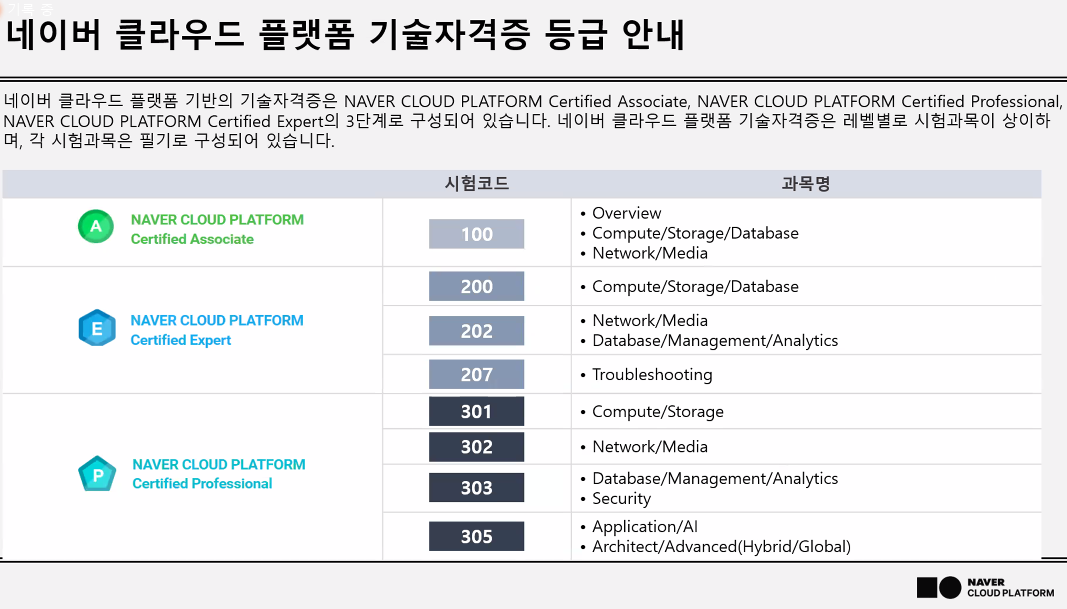 기록 중
네이버 클라우드 플랫폼 기술자격증 등급 안내
네이버 클라우드 플랫폼 기반의 기술자격증은 NAVER CLOUD PLATFORM Certified Associate, NAVER CLOUD PLATFORM Certified Professional,
NAVER CLOUD PLATFORM Certified Expert의 3단계로 구성되어 있습니다. 네이버 클라우드 플랫폼 기술자격증은 레벨별로 시험과목이 상이하
며, 각 시험과목은 필기로 구성되어 있습니다.
시험코드 과목명
A NAVER CLOUD PLATFORM
Certified Associate
100
• Overview
• Compute/Storage/Database
• Network/Media
E NAVER CLOUD PLATFORM
Certified Expert
200
• Compute/Storage/Database
202
• Network/Media
• Database/Management/Analytics
207
• Troubleshooting
P NAVER CLOUD PLATFORM
Certified Professional
301
• Compute/Storage
302
• Network/Media
303
• Database/Management/Analytics
• Security
305
• Application/AI
• Architect/Advanced(Hybrid/Global)
NAVER
CLOUD PLATFORM